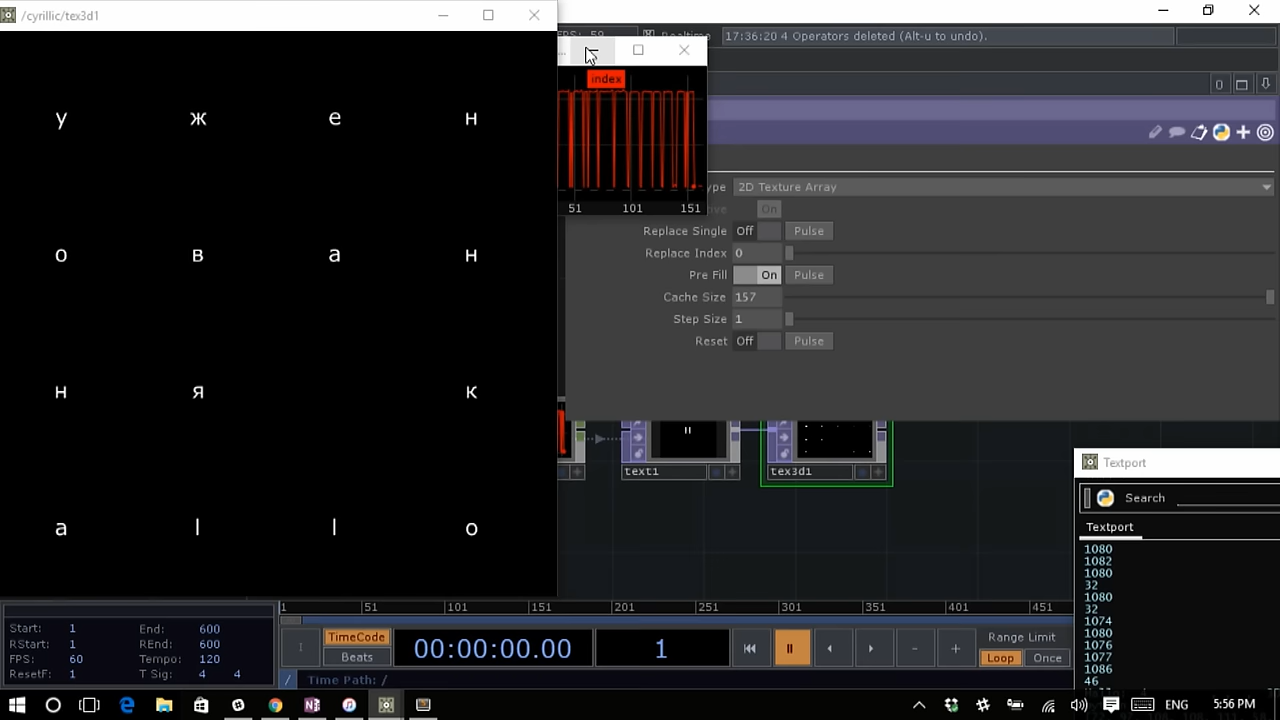 /cyrillic/tex3d1
FPS: 59
Realtime
17:36:20 4 Operators deleted (Alt-u to undo).
index
51 101 151
0
у ж е н
о в а н
н я к
а l l o
2D Texture Array
On
Replace Single Off Pulse
Replace Index 0
Pre Fill On Pulse
Cache Size 157
Step Size 1
Reset Off Pulse
text1
tex3d1
Textport
Search
Textport
1080
1082
1080
32
1080
32
1074
1080
1076
1077
1086
46
1 51 101 151 201 251 301 351 401 451
Start: 1 End: 600
RStart: 1 REnd: 600
FPS: 60 Tempo: 120
ResetF: 1 T Sig: 4 4
TimeCode
Beats
00:00:00.00
1
Range Limit
Loop Once
/ Time Path: /
ENG 5:56 PM